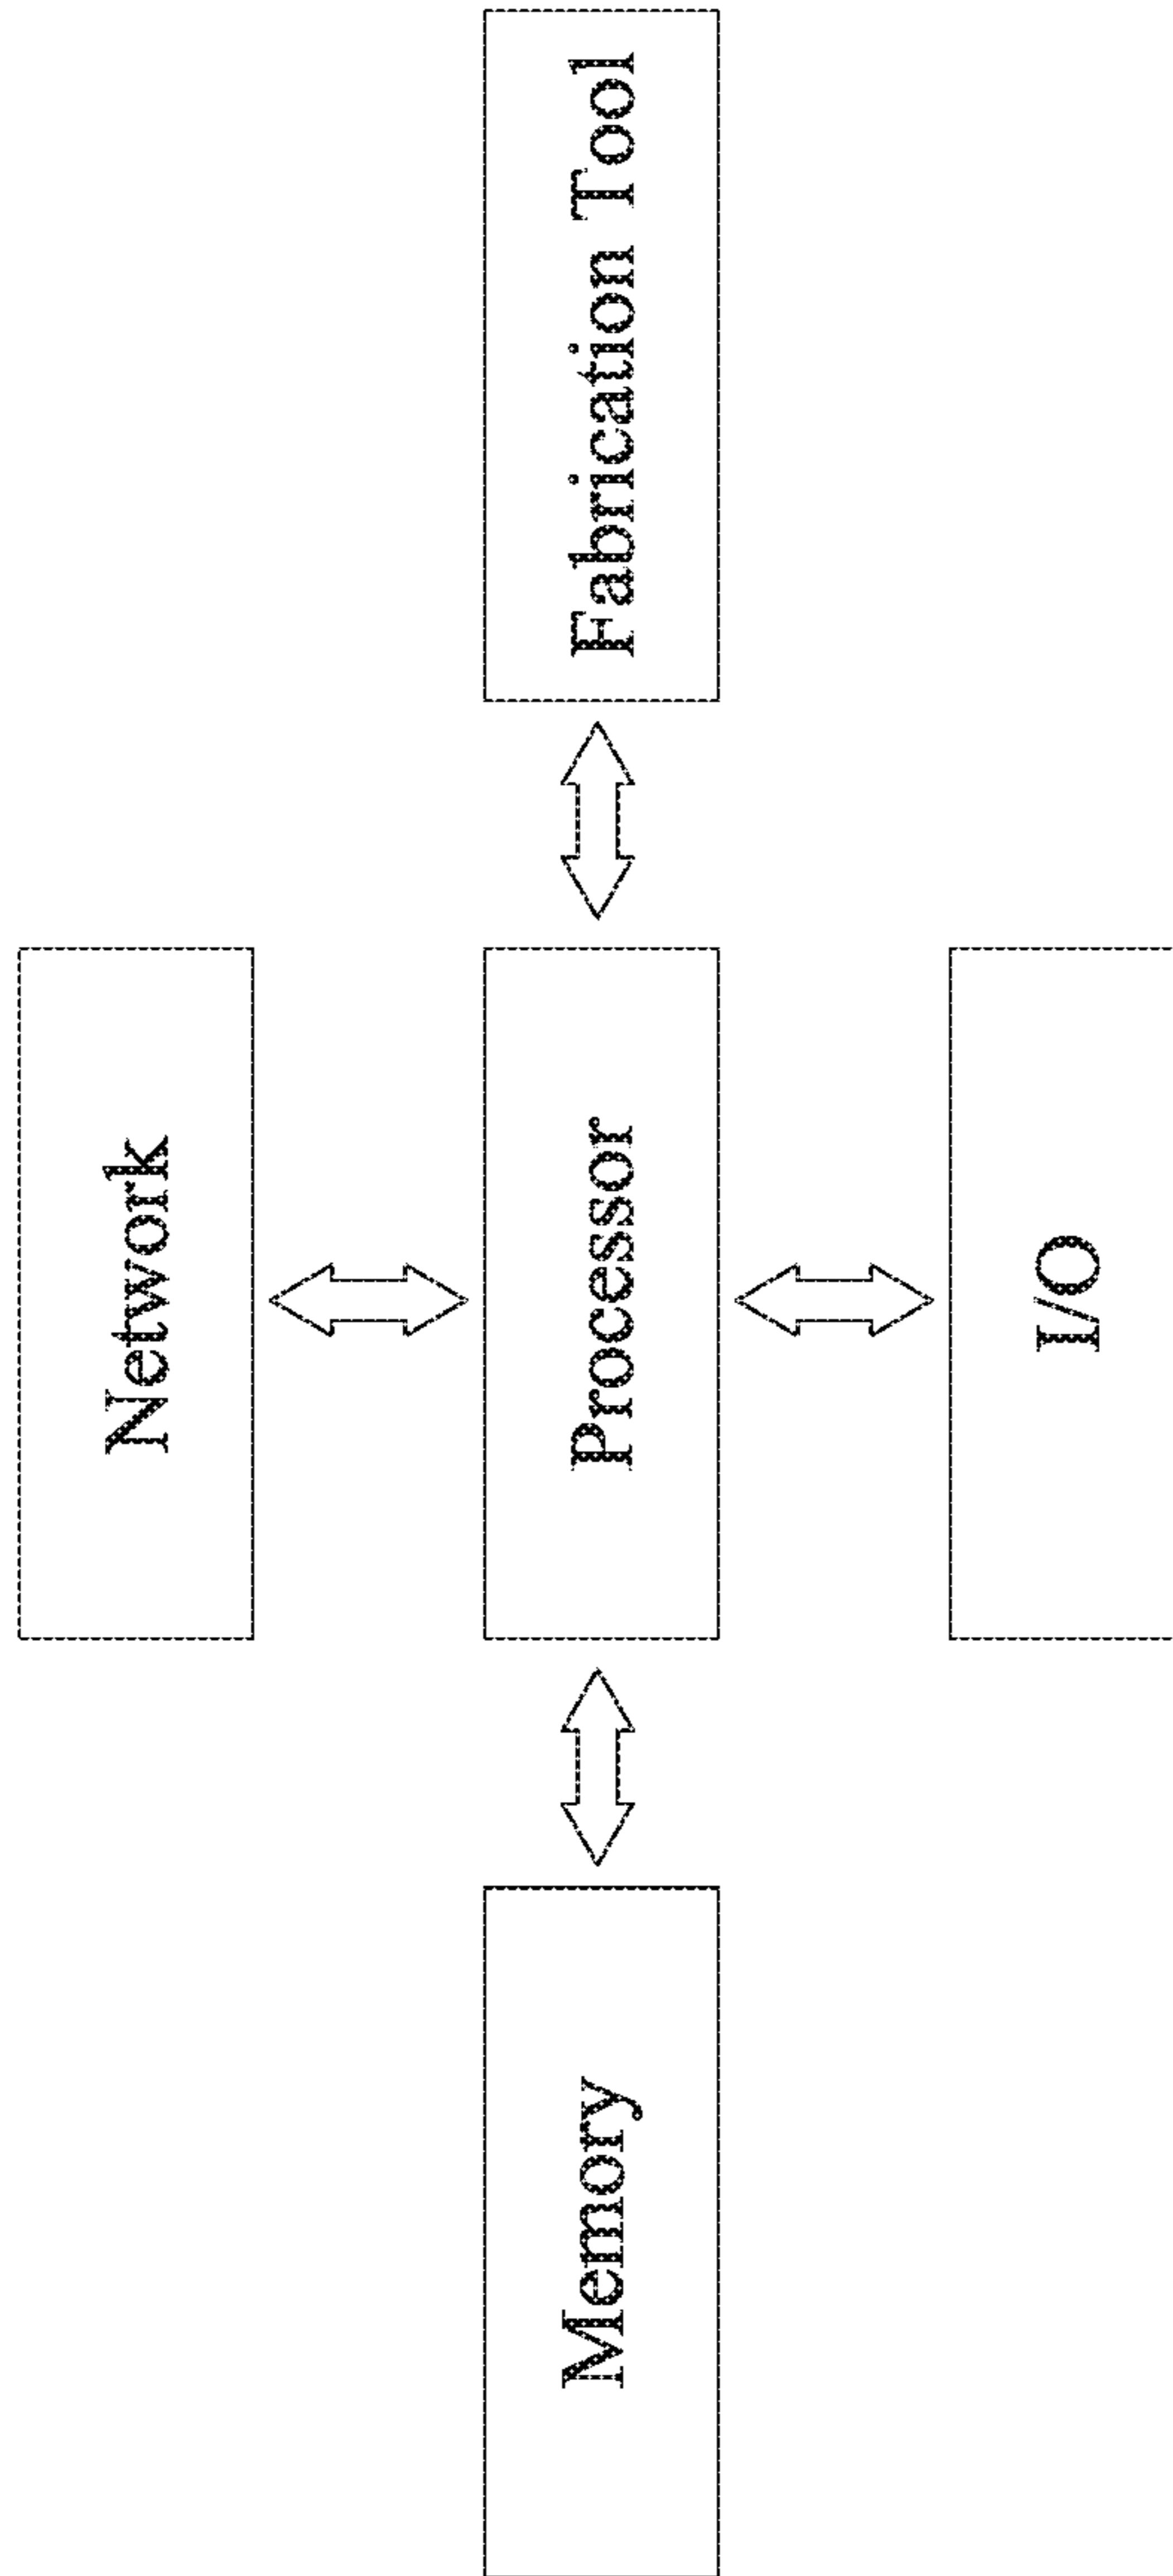 Network
Memory
Processor
Fabrication Tool
I/O